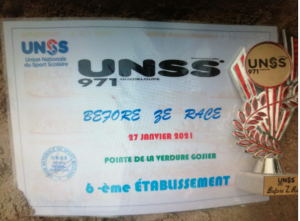 UNSS
Union Nationale
du Sport Scolaire
UNSS
971
BEFORE ZE RACE
27 JANVIER 2021
POINTE DE LA VERDURE GOSIER
6 -ème ÉTABLISSEMENT
UNSS
971
UNSS